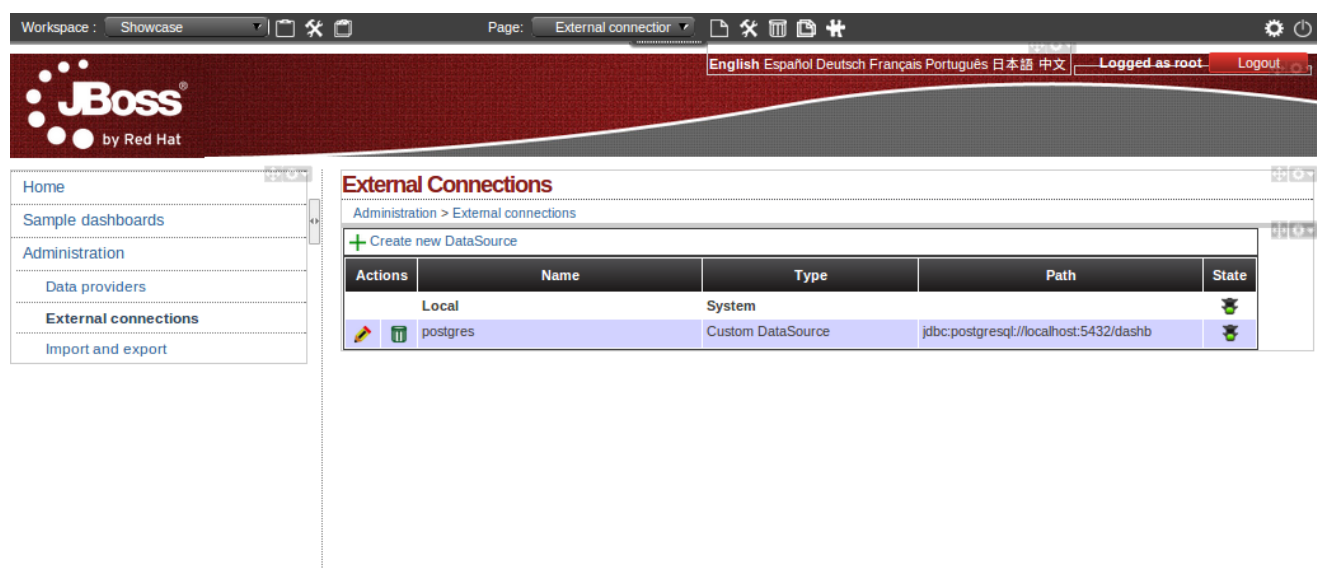 Workspace : Showcase Page: External connection
English Español Deutsch Français Português 日本語 中文 Logged as root Logout
JBoss®
by Red Hat
Home
Sample dashboards
Administration
Data providers
External connections
Import and export
External Connections
Administration > External connections
Create new DataSource
Actions Name Type Path State
Local System
postgres Custom DataSource jdbc:postgresql://localhost:5432/dashb